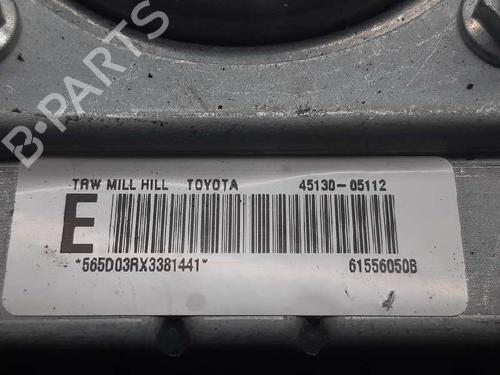 B-PARTS
TRW MILL HILL TOYOTA 45130-05112
E
*565D03RX3381441* 61556050B